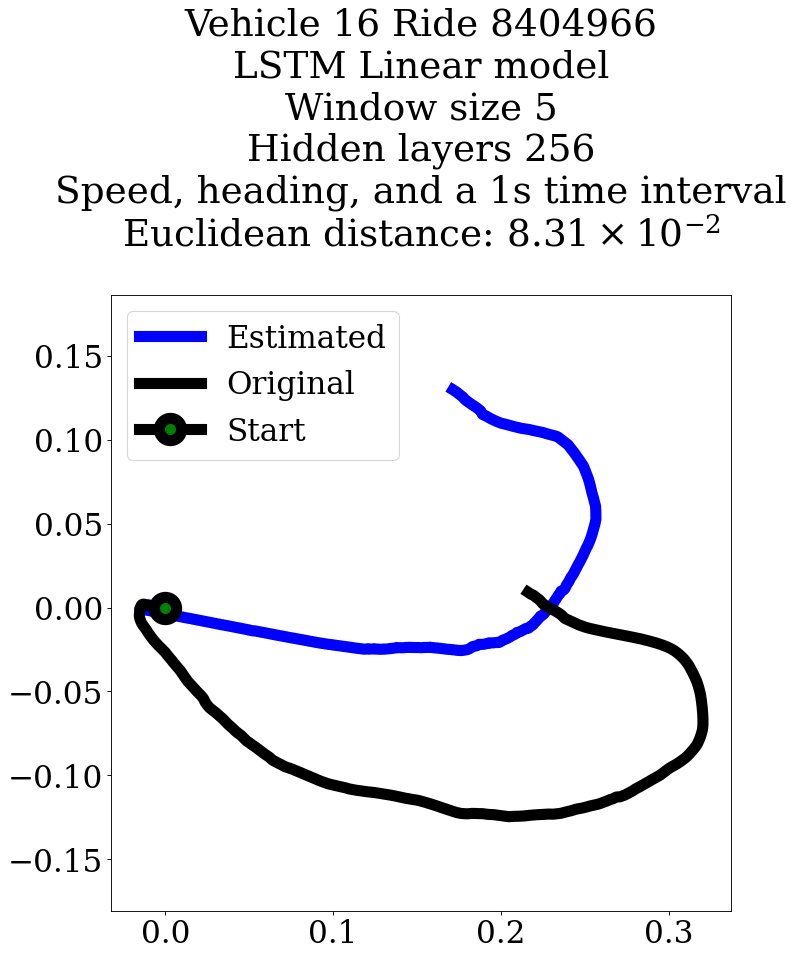 Vehicle 16 Ride 8404966
LSTM Linear model
Window size 5
Hidden layers 256
Speed, heading, and a 1s time interval
Euclidean distance: 8.31 × 10⁻²
Estimated
Original
Start
0.15
0.10
0.05
0.00
−0.05
−0.10
−0.15
0.0 0.1 0.2 0.3